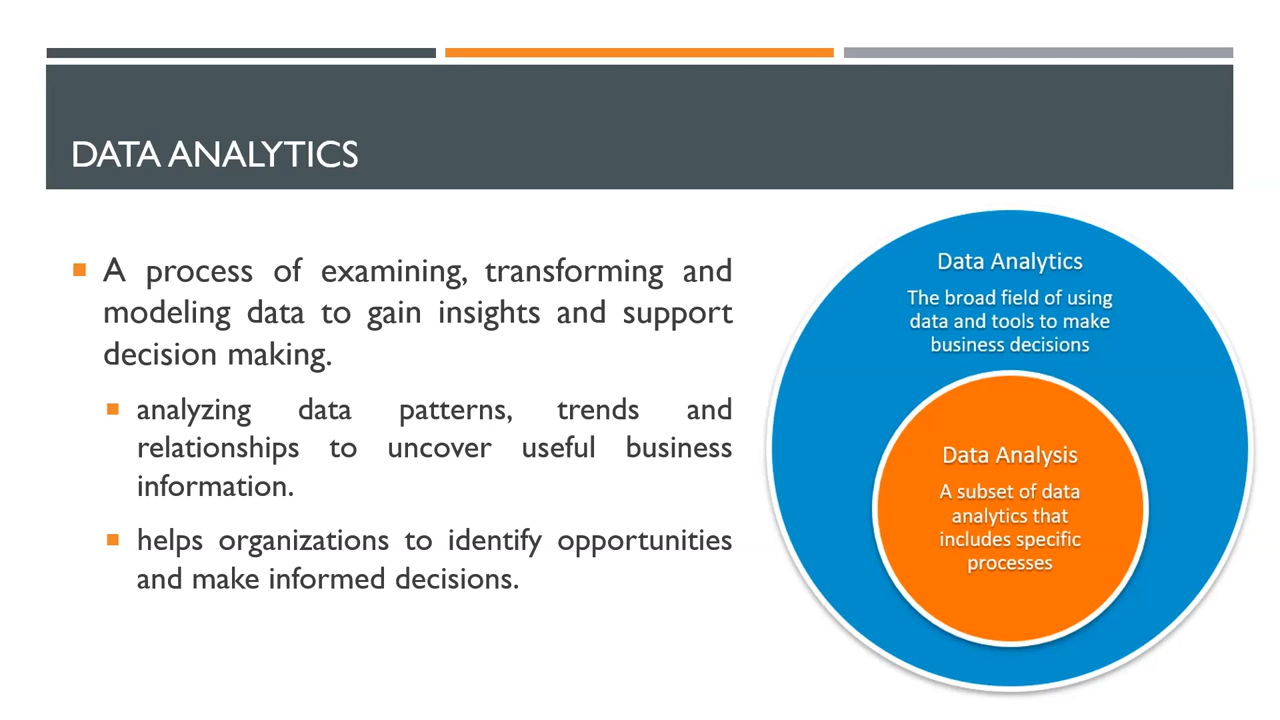 DATA ANALYTICS
A process of examining, transforming and
modeling data to gain insights and support
decision making.
analyzing data patterns, trends and
relationships to uncover useful business
information.
helps organizations to identify opportunities
and make informed decisions.
Data Analytics
The broad field of using
data and tools to make
business decisions
Data Analysis
A subset of data
analytics that
includes specific
processes